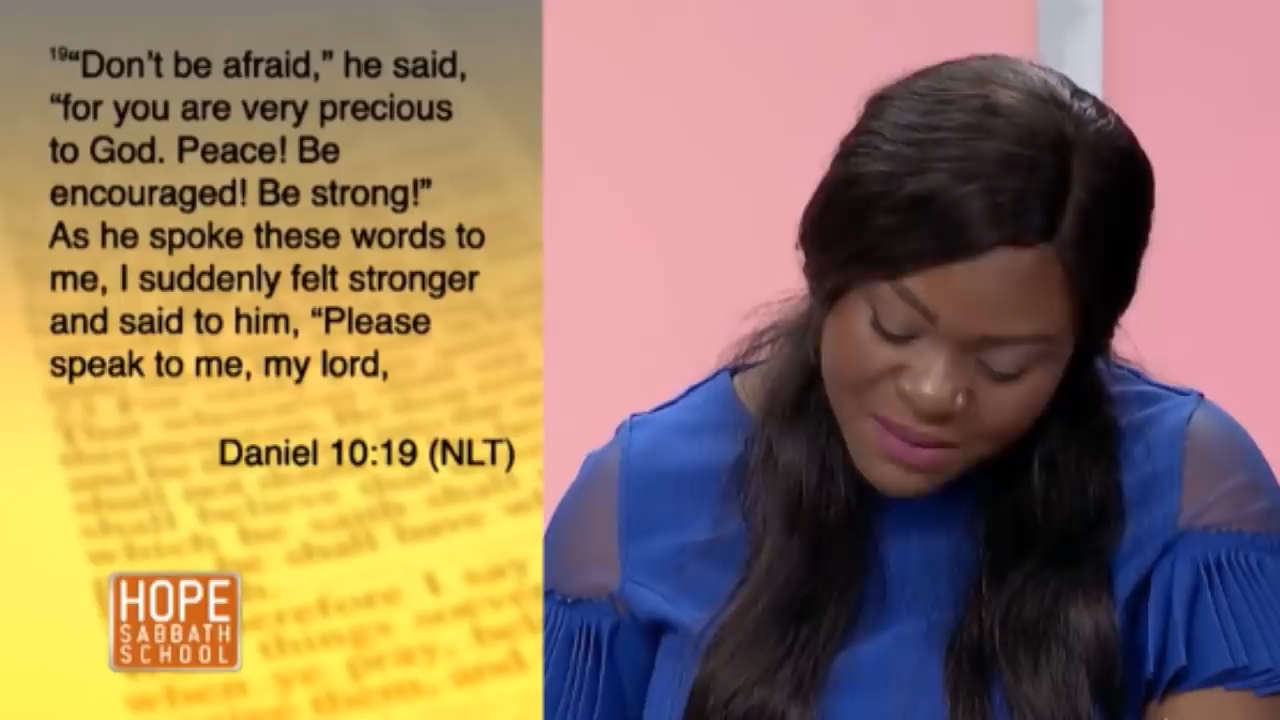 19“Don't be afraid,” he said,
“for you are very precious
to God. Peace! Be
encouraged! Be strong!”
As he spoke these words to
me, I suddenly felt stronger
and said to him, “Please
speak to me, my lord,
Daniel 10:19 (NLT)
HOPE
SABBATH
SCHOOL